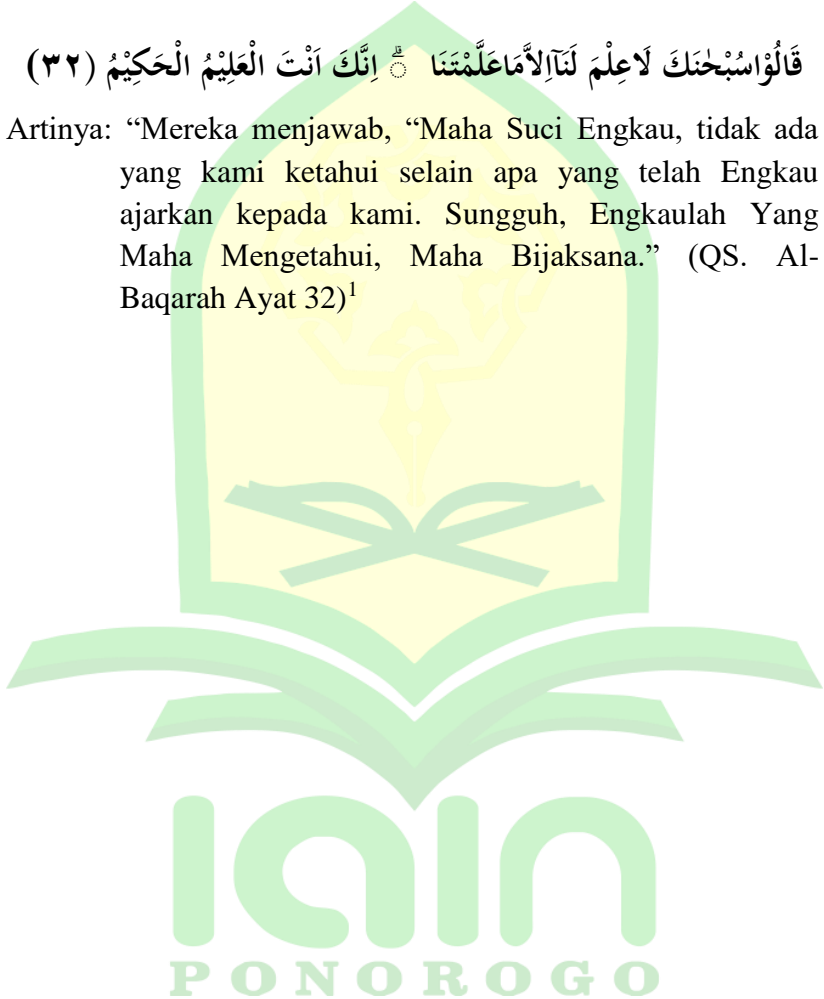 قَالُوْاسُبْحٰنَكَ لَاعِلْمَ لَنَآاِلاَّمَاعَلَّمْتَنَا ۗ اِنَّكَ اَنْتَ الْعَلِيْمُ الْحَكِيْمُ (٣٢)
Artinya: “Mereka menjawab, “Maha Suci Engkau, tidak ada
yang kami ketahui selain apa yang telah Engkau
ajarkan kepada kami. Sungguh, Engkaulah Yang
Maha Mengetahui, Maha Bijaksana.” (QS. Al-
Baqarah Ayat 32)1
iain
PONOROGO